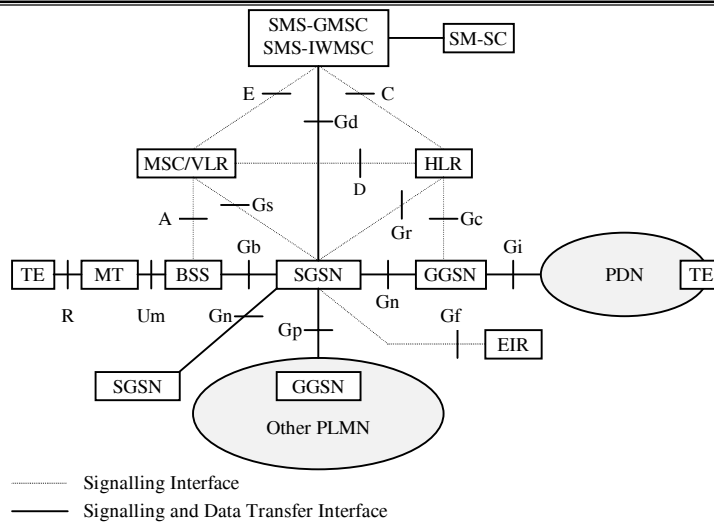 SMS-GMSC
SMS-IWMSC
SM-SC
E
C
Gd
MSC/VLR
HLR
D
Gs
A
Gr
Gc
Gb
Gi
TE
MT
BSS
SGSN
GGSN
PDN
TE
R
Um
Gn
Gn
Gp
Gf
EIR
SGSN
GGSN
Other PLMN
Signalling Interface
Signalling and Data Transfer Interface